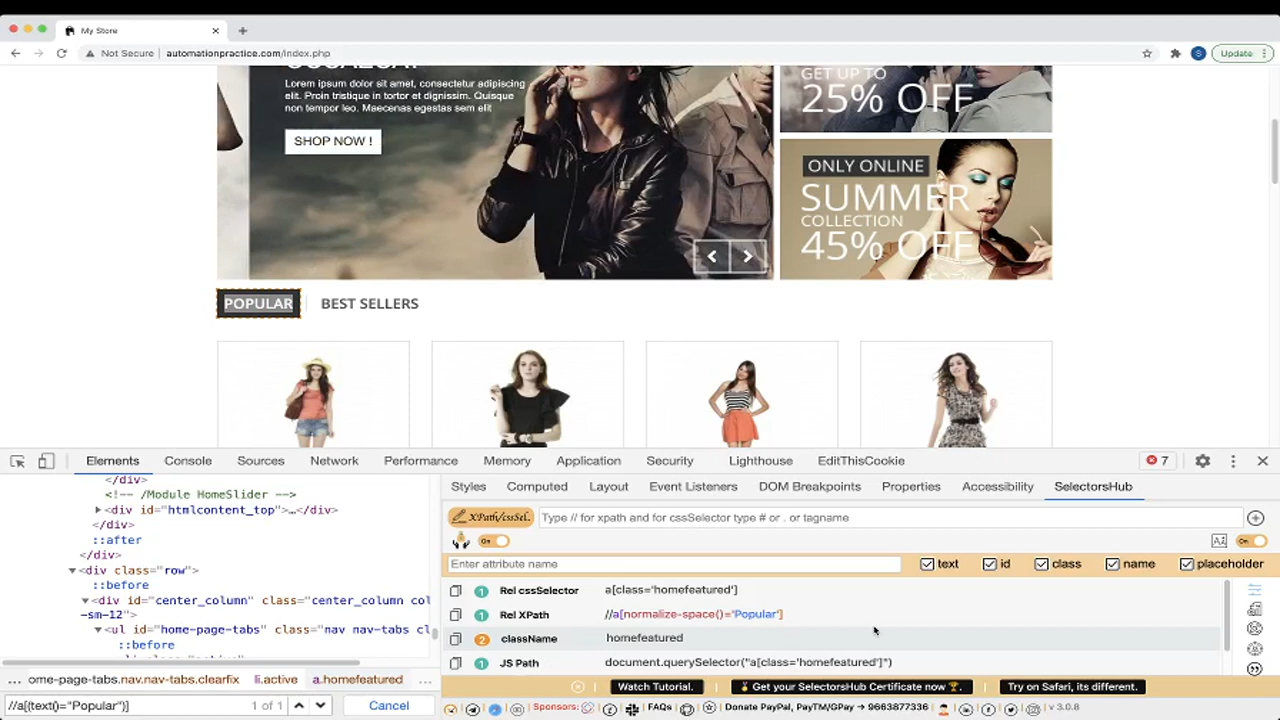 My Store
Not Secure | automationpractice.com/index.php
Update
Lorem ipsum dolor sit amet, consectetur adipiscing
elit. Proin tristique in tortor et dignissim. Quisque
non tempor leo. Maecenas egestas sem elit
SHOP NOW !
GET UP TO
25% OFF
ONLY ONLINE
SUMMER
COLLECTION
45% OFF
POPULAR
BEST SELLERS
Elements Console Sources Network Performance Memory Application Security Lighthouse EditThisCookie 7
</div>
<!-- /Module HomeSlider -->
<div id="htmlcontent_top">…</div>
</div>
::after
</div>
<div class="row">
::before
<div id="center_column" class="center_column col
-sm-12">
<ul id="home-page-tabs" class="nav nav-tabs cl
::before
... ome-page-tabs.nav.nav-tabs.clearfix li.active a.homefeatured ...
//a[(text()="Popular")] 1 of 1 Cancel
Styles Computed Layout Event Listeners DOM Breakpoints Properties Accessibility SelectorsHub
XPath/cssSel. Type // for xpath and for cssSelector type # or . or tagname
On
On
Enter attribute name text id class name placeholder
1 Rel cssSelector a[class='homefeatured']
1 Rel XPath //a[normalize-space()='Popular']
2 className homefeatured
1 JS Path document.querySelector("a[class='homefeatured']")
Watch Tutorial. | Get your SelectorsHub Certificate now . | Try on Safari, its different.
Sponsors: FAQs Donate PayPal, PayTM/GPay → 9663877336 v 3.0.8